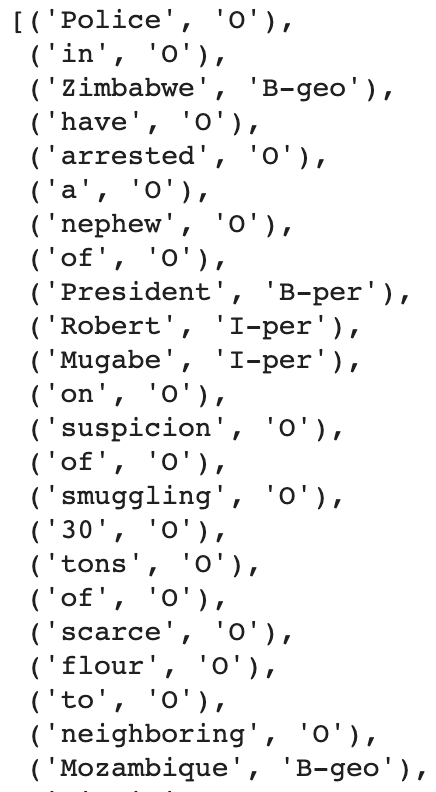 [('Police', 'O'),
('in', 'O'),
('Zimbabwe', 'B-geo'),
('have', 'O'),
('arrested', 'O'),
('a', 'O'),
('nephew', 'O'),
('of', 'O'),
('President', 'B-per'),
('Robert', 'I-per'),
('Mugabe', 'I-per'),
('on', 'O'),
('suspicion', 'O'),
('of', 'O'),
('smuggling', 'O'),
('30', 'O'),
('tons', 'O'),
('of', 'O'),
('scarce', 'O'),
('flour', 'O'),
('to', 'O'),
('neighboring', 'O'),
('Mozambique', 'B-geo'),